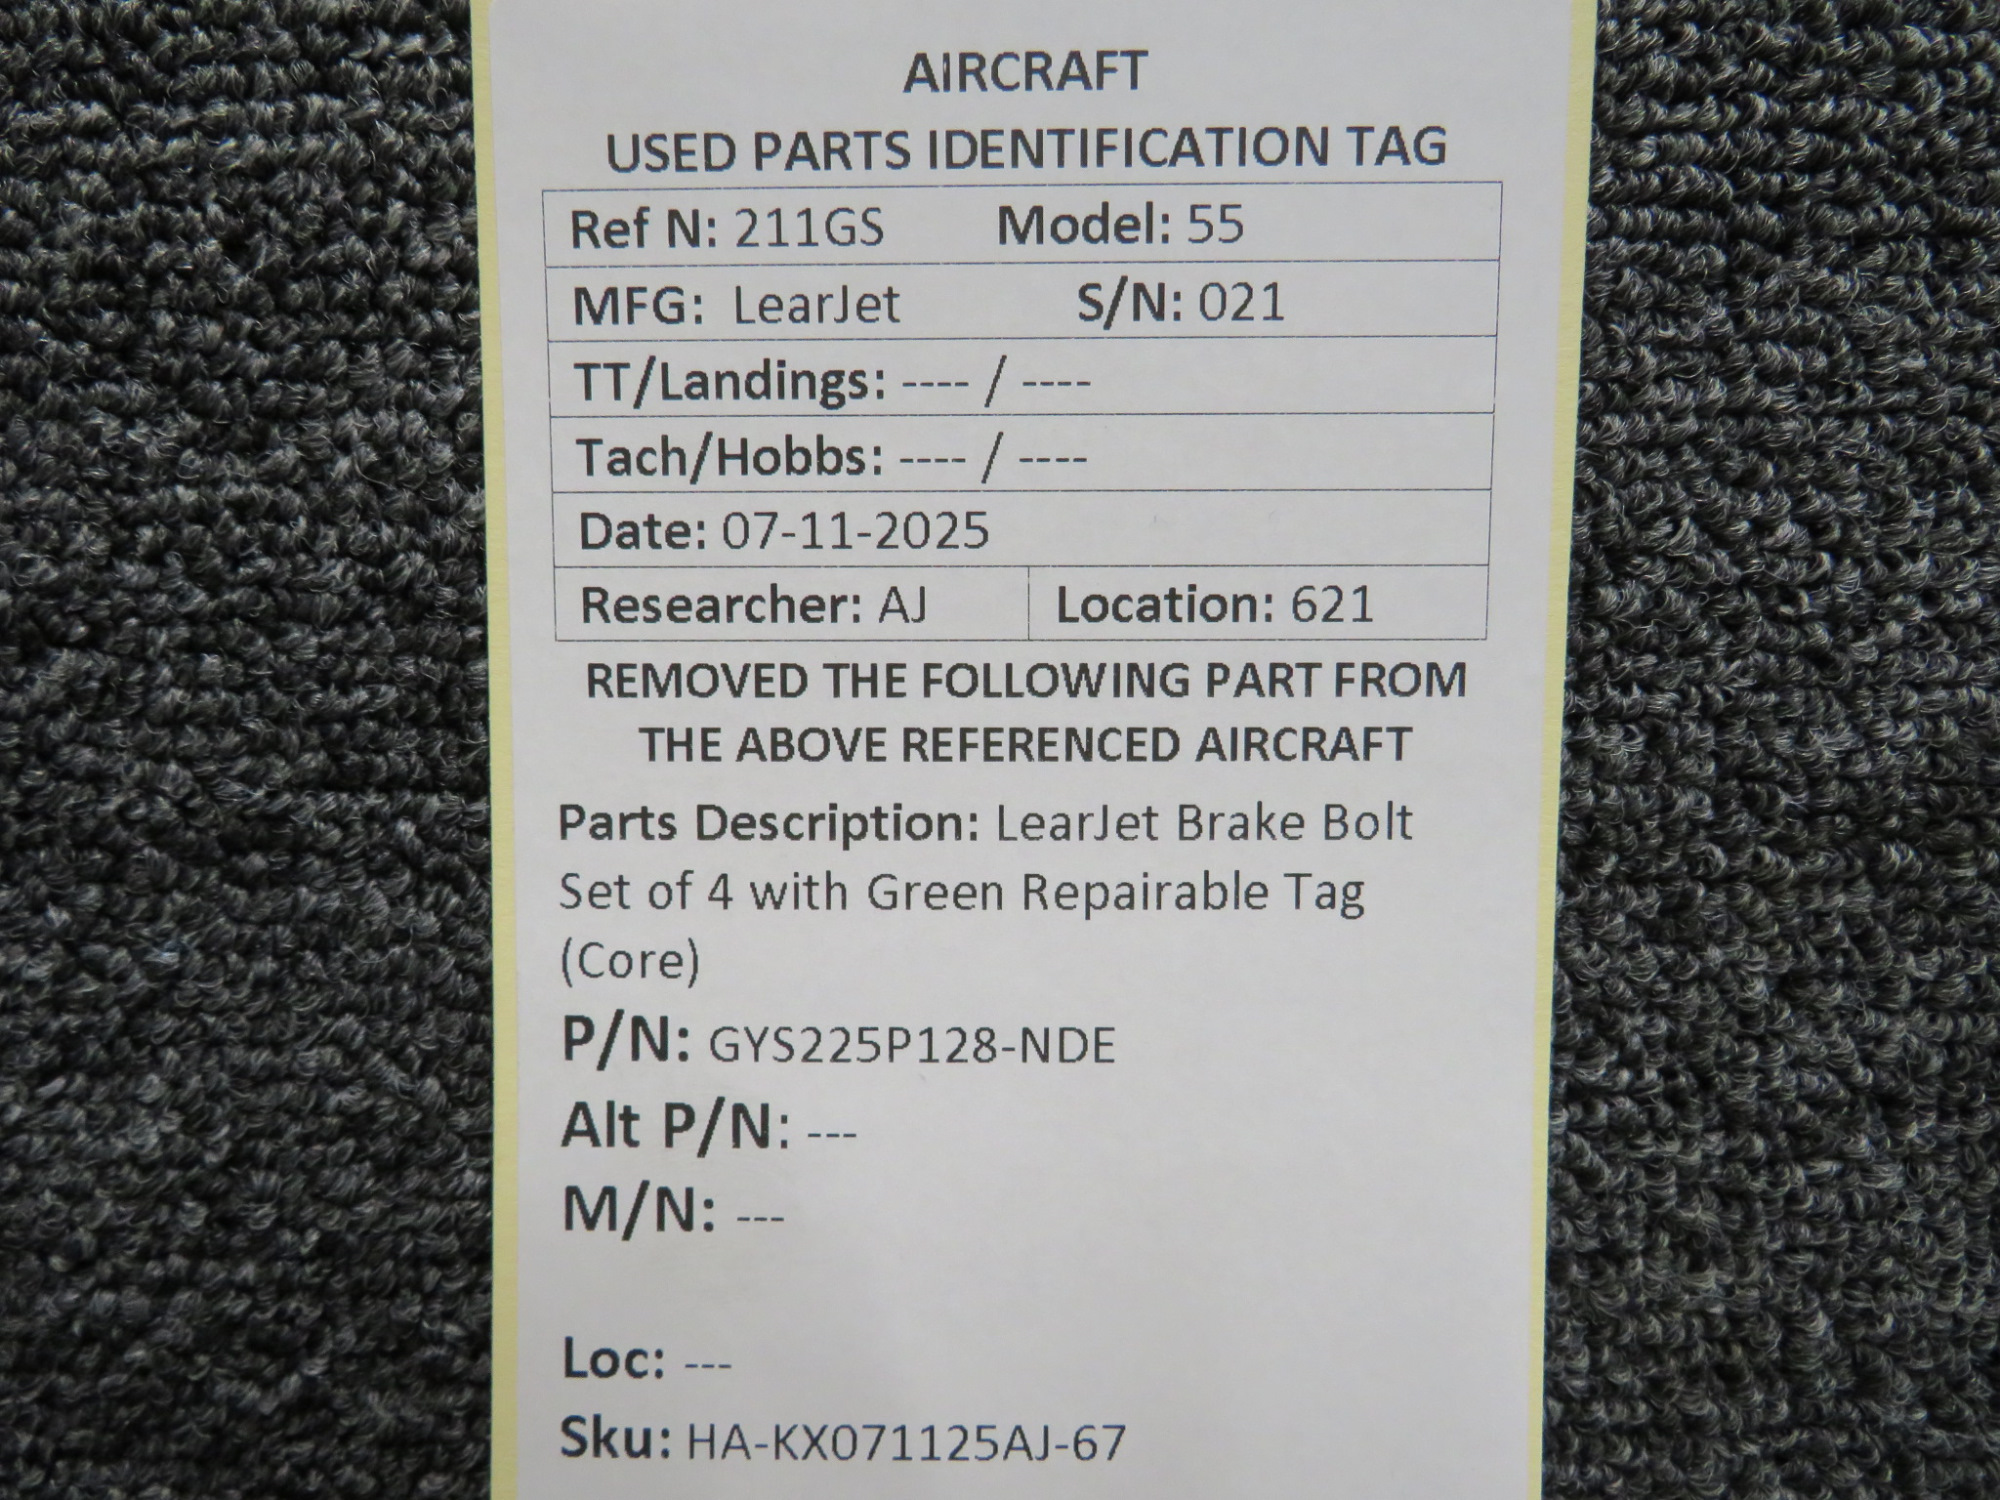 AIRCRAFT
USED PARTS IDENTIFICATION TAG
Ref N: 211GS Model: 55
MFG: LearJet S/N: 021
TT/Landings: ---- / ----
Tach/Hobbs: ---- / ----
Date: 07-11-2025
Researcher: AJ Location: 621
REMOVED THE FOLLOWING PART FROM
THE ABOVE REFERENCED AIRCRAFT
Parts Description: LearJet Brake Bolt
Set of 4 with Green Repairable Tag
(Core)
P/N: GYS225P128-NDE
Alt P/N: ---
M/N: ---
Loc: ---
Sku: HA-KX071125AJ-67